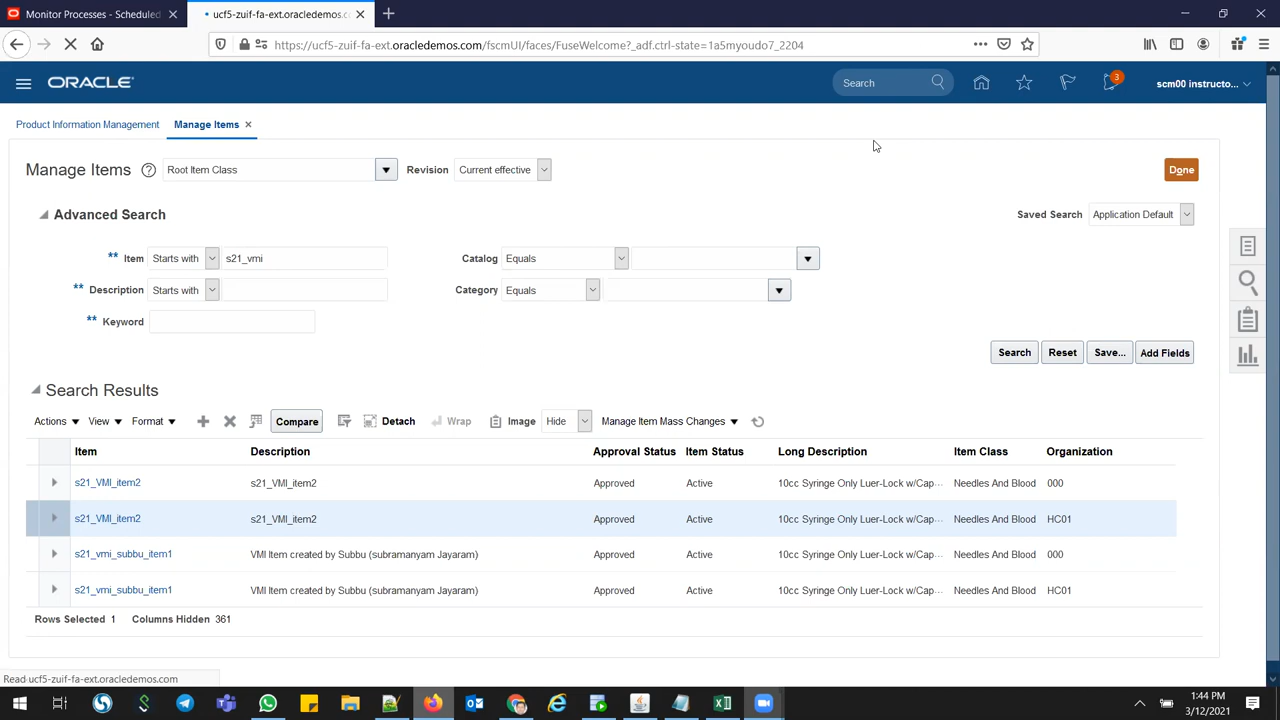 Monitor Processes - Scheduled
ucf5-zuif-fa-ext.oracledemos.co
https://ucf5-zuif-fa-ext.oracledemos.com/fscmUI/faces/FuseWelcome?_adf.ctrl-state=1a5myoudo7_2204
ORACLE
Search
3
scm00 instructo...
Product Information Management
Manage Items
Manage Items
Root Item Class
Revision
Current effective
Done
Advanced Search
Saved Search
Application Default
** Item
Starts with
s21_vmi
Catalog
Equals
** Description
Starts with
Category
Equals
** Keyword
Search
Reset
Save...
Add Fields
Search Results
Actions
View
Format
Compare
Detach
Wrap
Image
Hide
Manage Item Mass Changes
Item Description Approval Status Item Status Long Description Item Class Organization
s21_VMI_item2 s21_VMI_item2 Approved Active 10cc Syringe Only Luer-Lock w/Cap... Needles And Blood 000
s21_VMI_item2 s21_VMI_item2 Approved Active 10cc Syringe Only Luer-Lock w/Cap... Needles And Blood HC01
s21_vmi_subbu_item1 VMI Item created by Subbu (subramanyam Jayaram) Approved Active 10cc Syringe Only Luer-Lock w/Cap... Needles And Blood 000
s21_vmi_subbu_item1 VMI Item created by Subbu (subramanyam Jayaram) Approved Active 10cc Syringe Only Luer-Lock w/Cap... Needles And Blood HC01
Rows Selected 1 Columns Hidden 361
Read ucf5-zuif-fa-ext.oracledemos.com
1:44 PM
3/12/2021